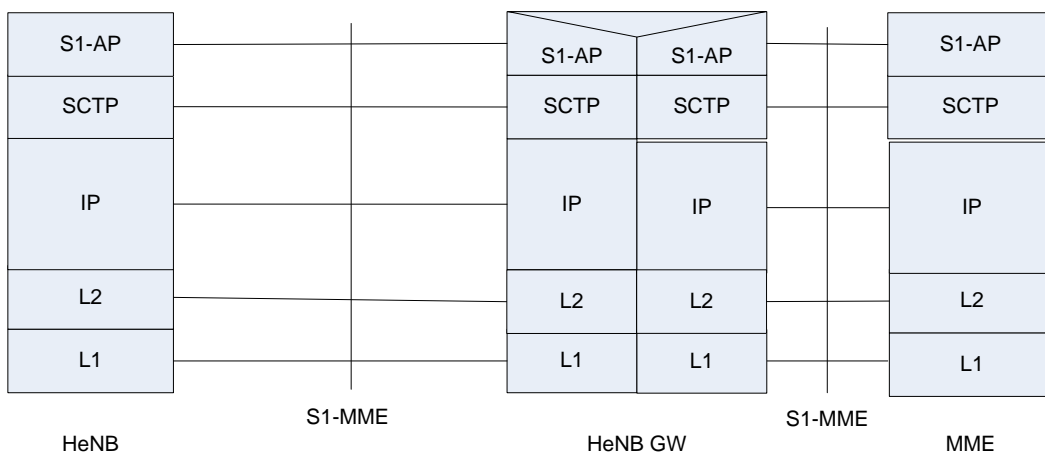 S1-AP
S1-AP
S1-AP
S1-AP
SCTP
SCTP
SCTP
SCTP
IP
IP
IP
IP
L2
L2
L2
L2
L1
L1
L1
L1
S1-MME
S1-MME
HeNB
HeNB GW
MME